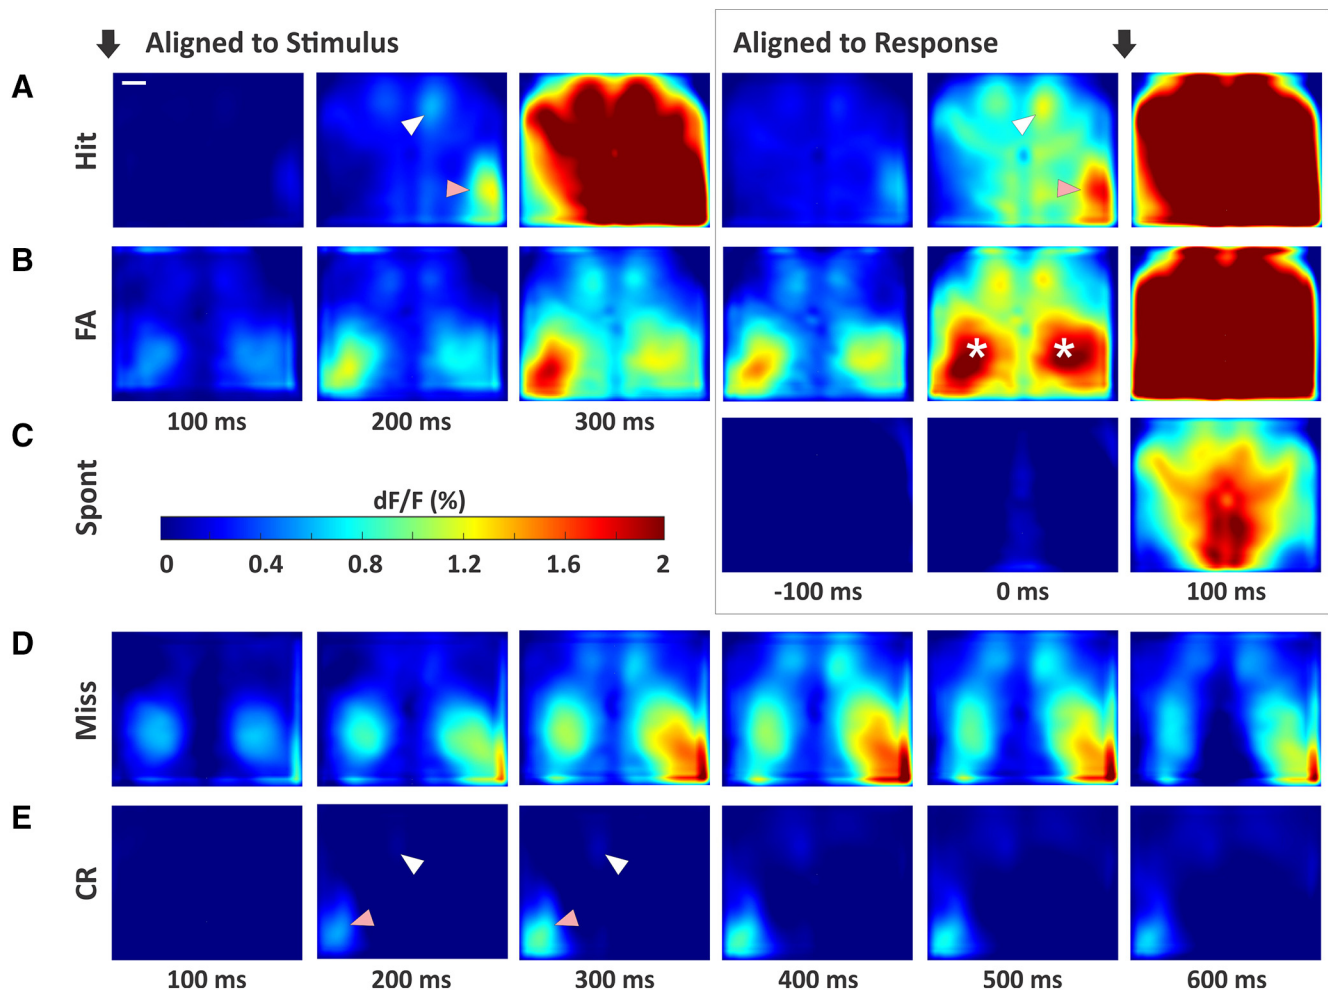 Aligned to Stimulus
Aligned to Response
A
Hit
B
FA
*
*
100 ms
200 ms
300 ms
C
Spont
dF/F (%)
0 0.4 0.8 1.2 1.6 2
-100 ms
0 ms
100 ms
D
Miss
E
CR
100 ms
200 ms
300 ms
400 ms
500 ms
600 ms